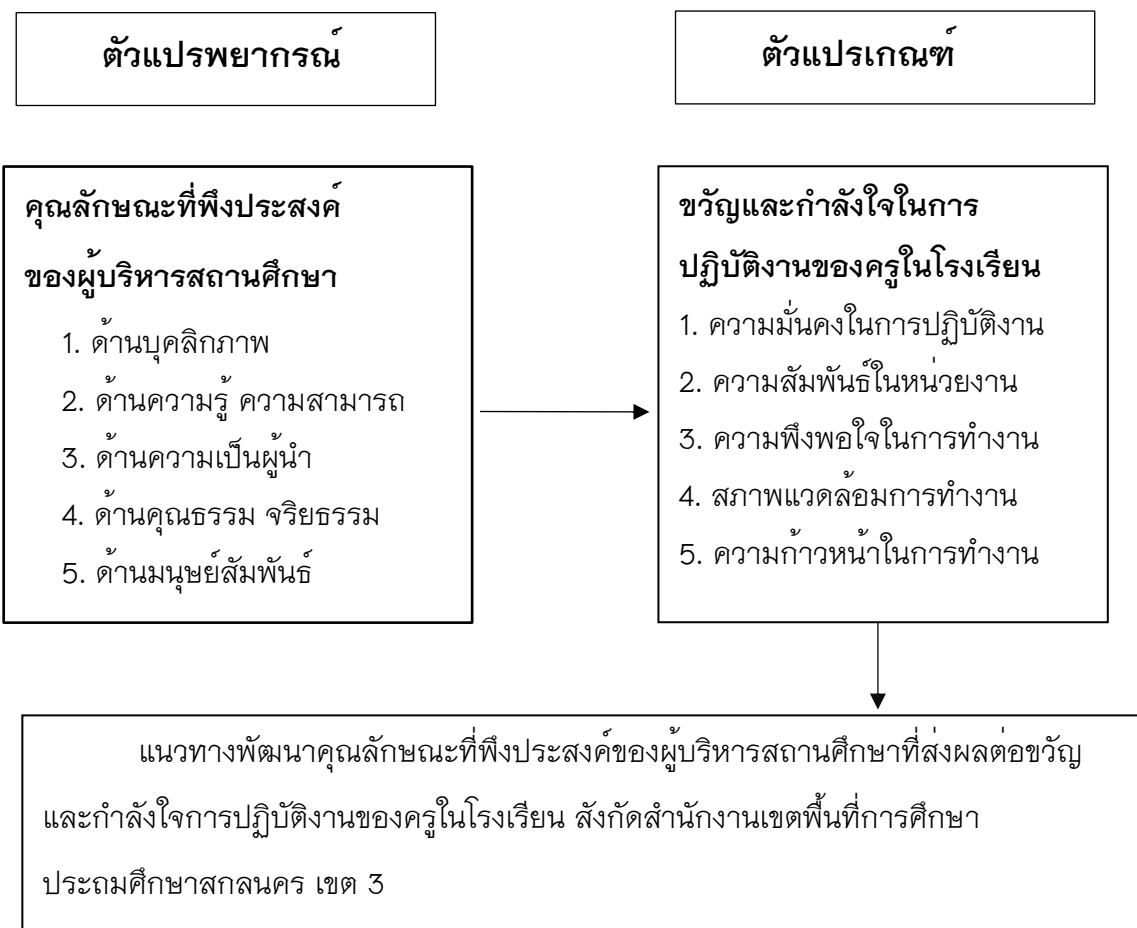 ตัวแปรพยากรณ์
ตัวแปรเกณฑ์
คุณลักษณะที่พึงประสงค์
ของผู้บริหารสถานศึกษา
1. ด้านบุคลิกภาพ
2. ด้านความรู้ ความสามารถ
3. ด้านความเป็นผู้นำ
4. ด้านคุณธรรม จริยธรรม
5. ด้านมนุษย์สัมพันธ์
ขวัญและกำลังใจในการ
ปฏิบัติงานของครูในโรงเรียน
1. ความมั่นคงในการปฏิบัติงาน
2. ความสัมพันธ์ในหน่วยงาน
3. ความพึงพอใจในการทำงาน
4. สภาพแวดล้อมการทำงาน
5. ความก้าวหน้าในการทำงาน
แนวทางพัฒนาคุณลักษณะที่พึงประสงค์ของผู้บริหารสถานศึกษาที่ส่งผลต่อขวัญ
และกำลังใจการปฏิบัติงานของครูในโรงเรียน สังกัดสำนักงานเขตพื้นที่การศึกษา
ประถมศึกษาสกลนคร เขต 3